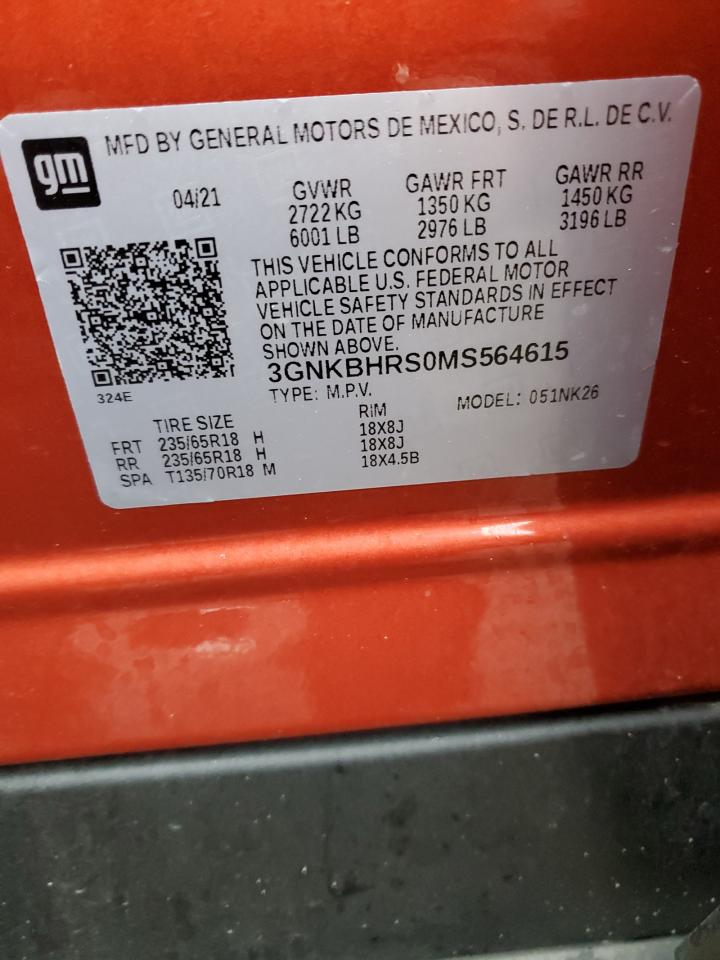 gm
MFD BY GENERAL MOTORS DE MEXICO, S. DE R.L. DE C.V.
04/21
GVWR
2722 KG
6001 LB
GAWR FRT
1350 KG
2976 LB
GAWR RR
1450 KG
3196 LB
THIS VEHICLE CONFORMS TO ALL
APPLICABLE U.S. FEDERAL MOTOR
VEHICLE SAFETY STANDARDS IN EFFECT
ON THE DATE OF MANUFACTURE
SHOWN ABOVE.
3GNKBHRS0MS564615
324E
TYPE: M.P.V.
MODEL: 051NK26
TIRE SIZE RIM
FRT 235/65R18 H 18X8J
RR 235/65R18 H 18X8J
SPA T135/70R18 M 18X4.5B